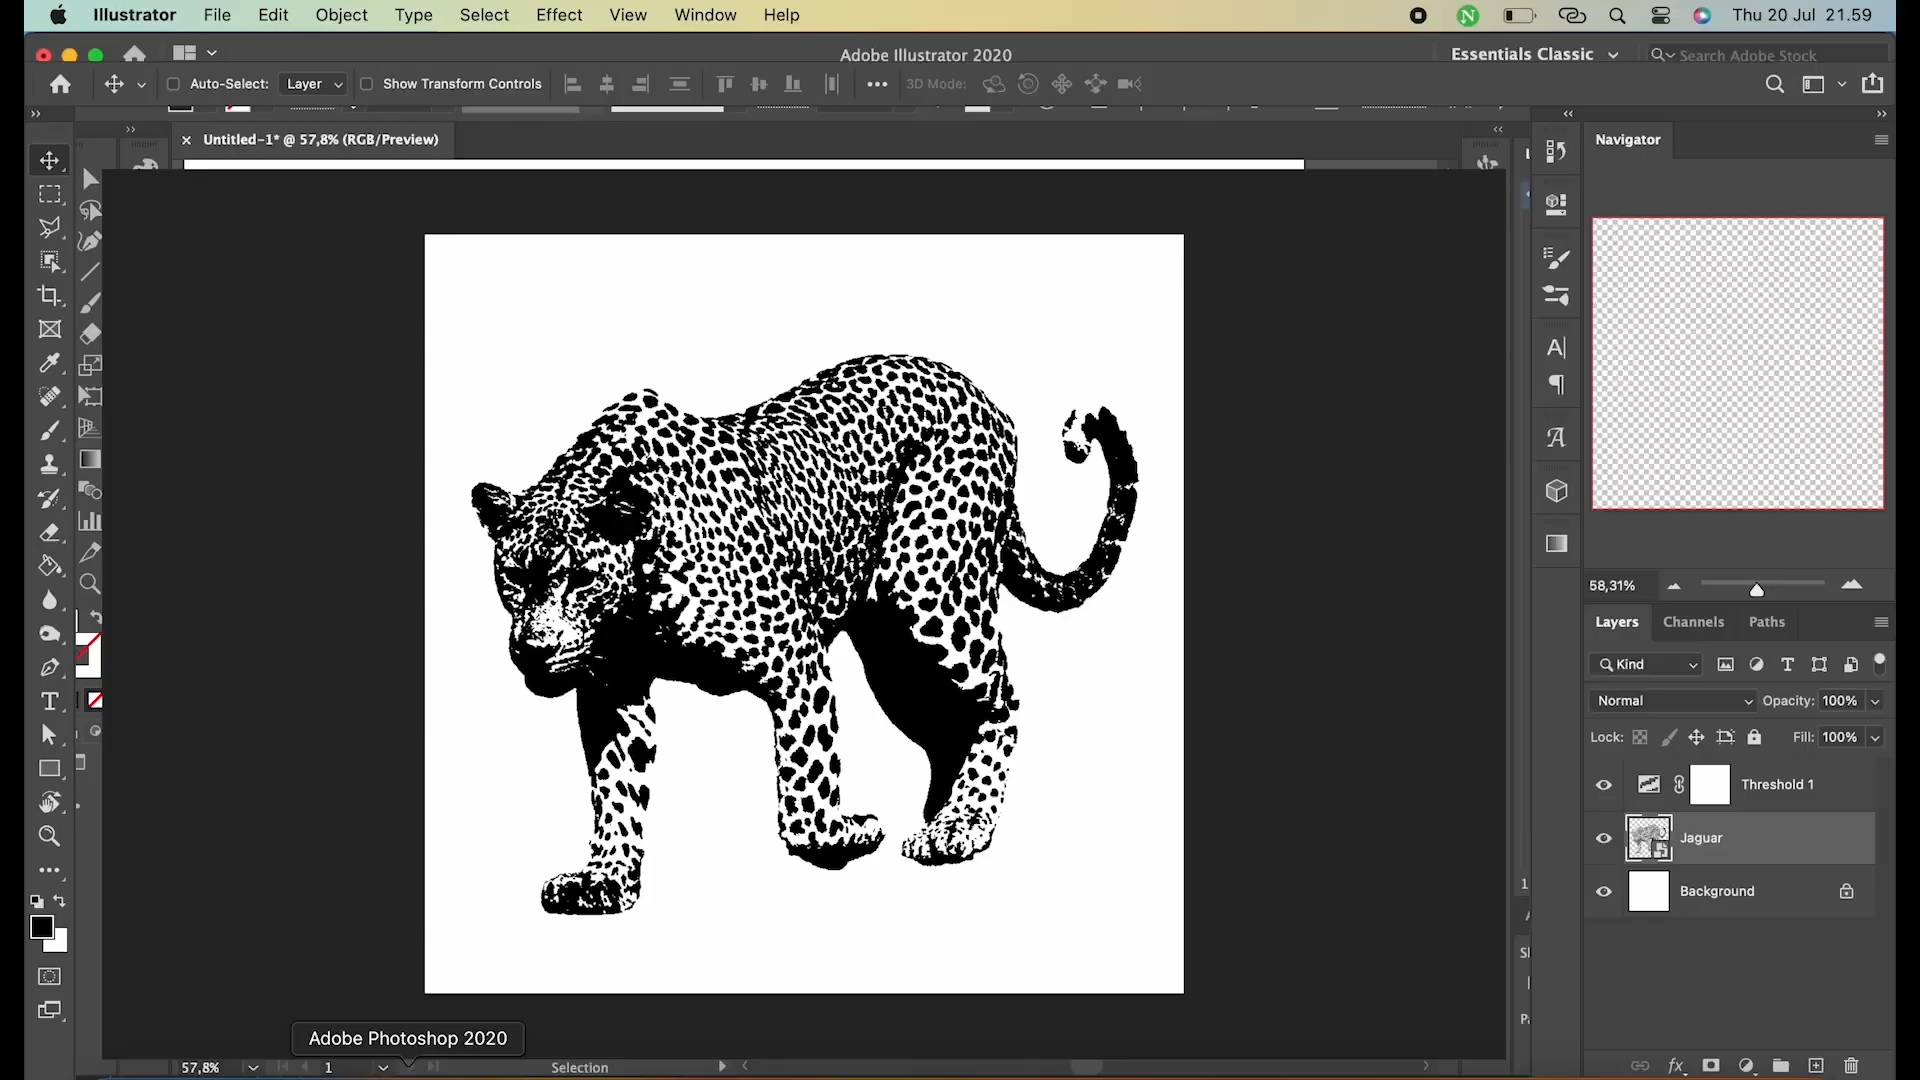 Illustrator File Edit Object Type Select Effect View Window Help
N
Thu 20 Jul 21.59
Adobe Illustrator 2020
Essentials Classic
Search Adobe Stock
Auto-Select: Layer Show Transform Controls
3D Mode:
Untitled-1* @ 57,8% (RGB/Preview)
Navigator
58,31%
Layers Channels Paths
Kind
Normal Opacity: 100%
Lock: Fill: 100%
Threshold 1
Jaguar
Background
Adobe Photoshop 2020
57,8% 1 Selection